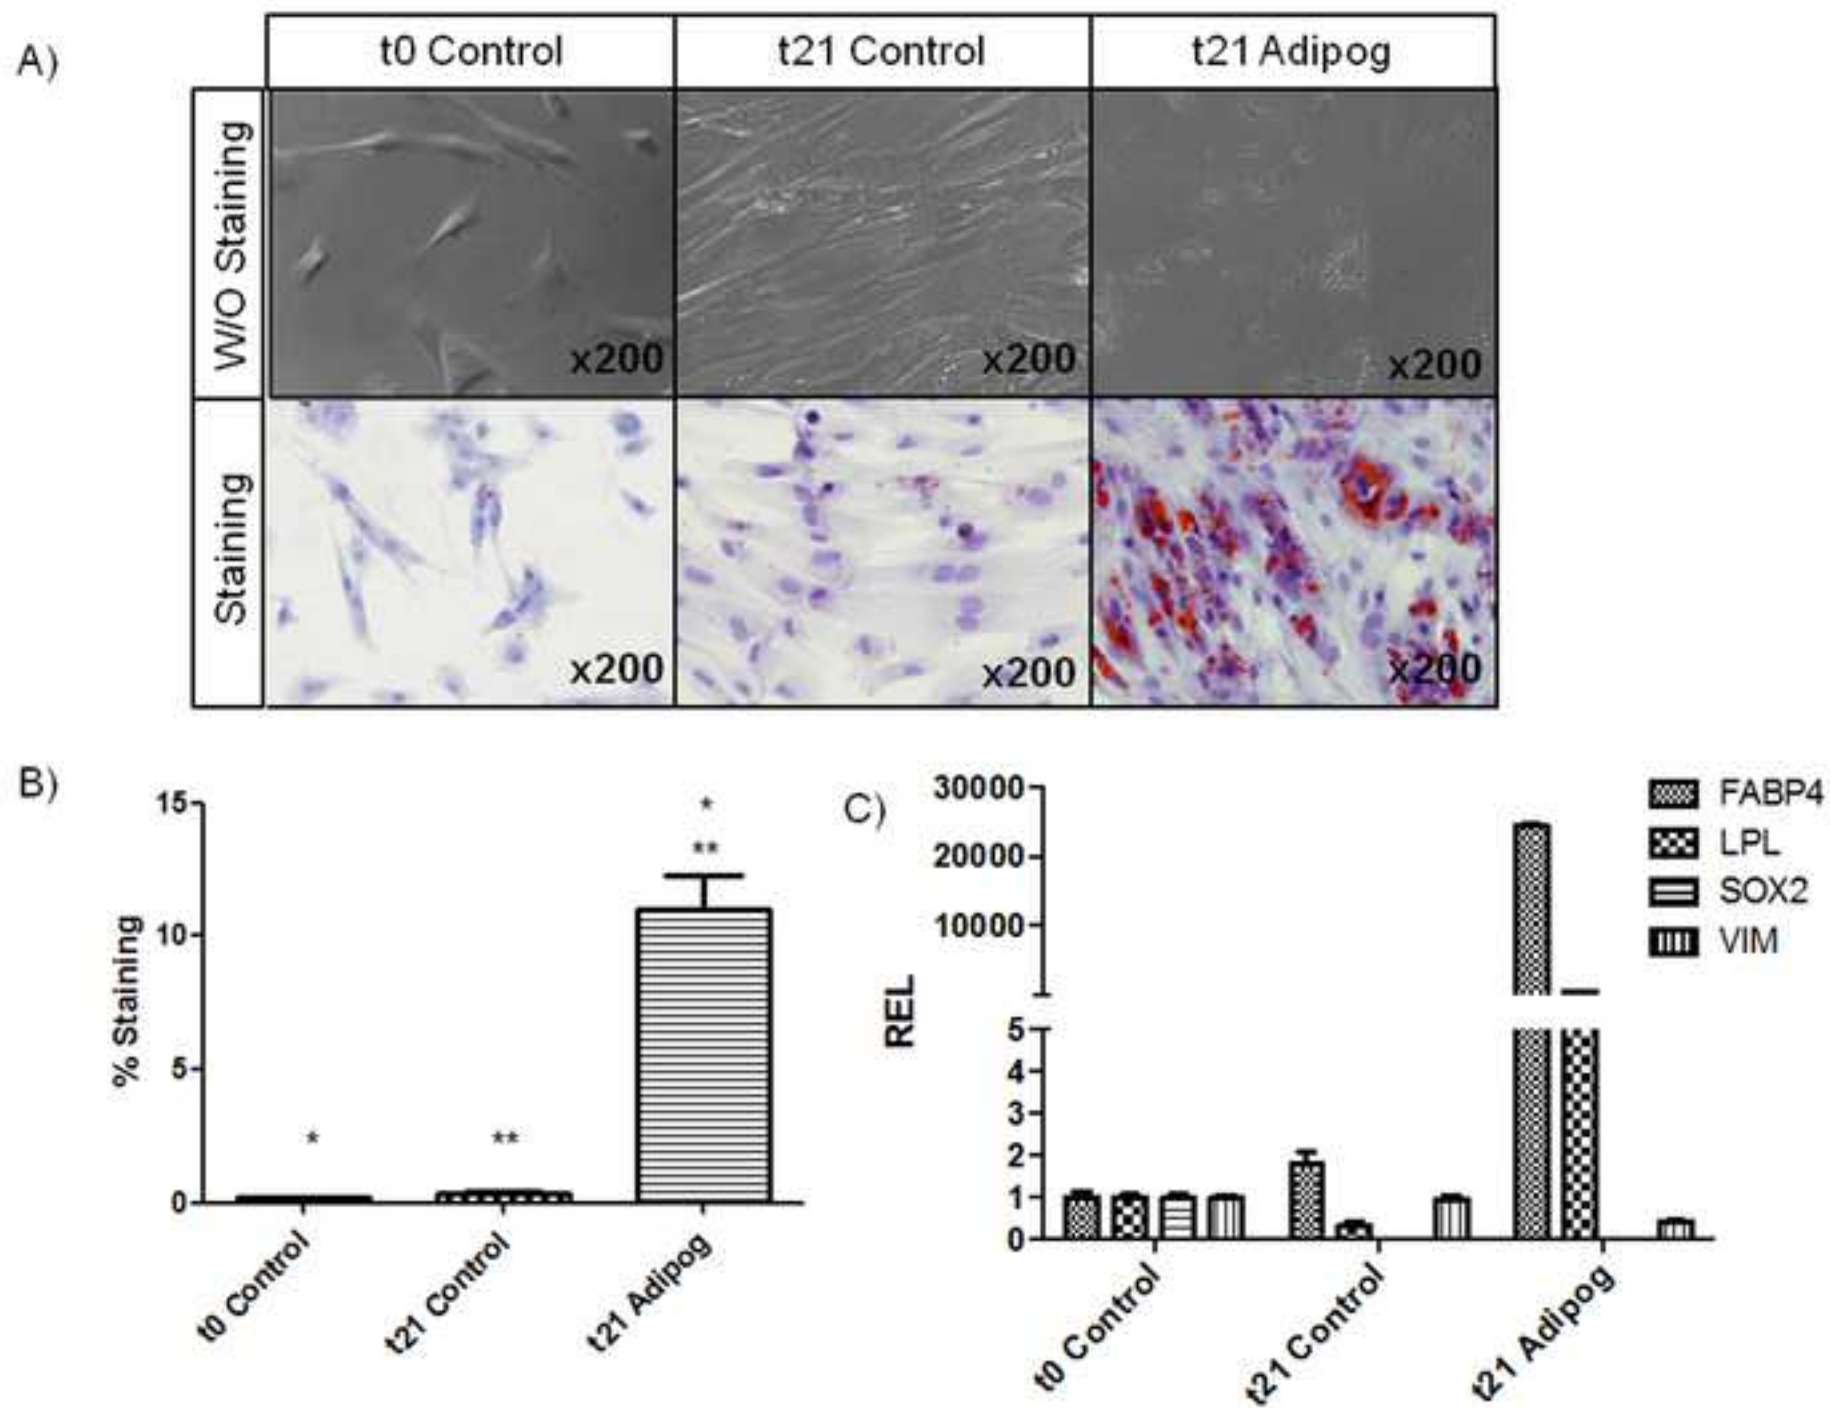 A)
t0 Control
t21 Control
t21 Adipog
W/O Staining
x200
x200
x200
Staining
x200
x200
x200
B)
% Staining
15
10
5
0
*
**
*
**
t0 Control
t21 Control
t21 Adipog
C)
REL
30000
20000
10000
5
4
3
2
1
0
t0 Control
t21 Control
t21 Adipog
FABP4
LPL
SOX2
VIM